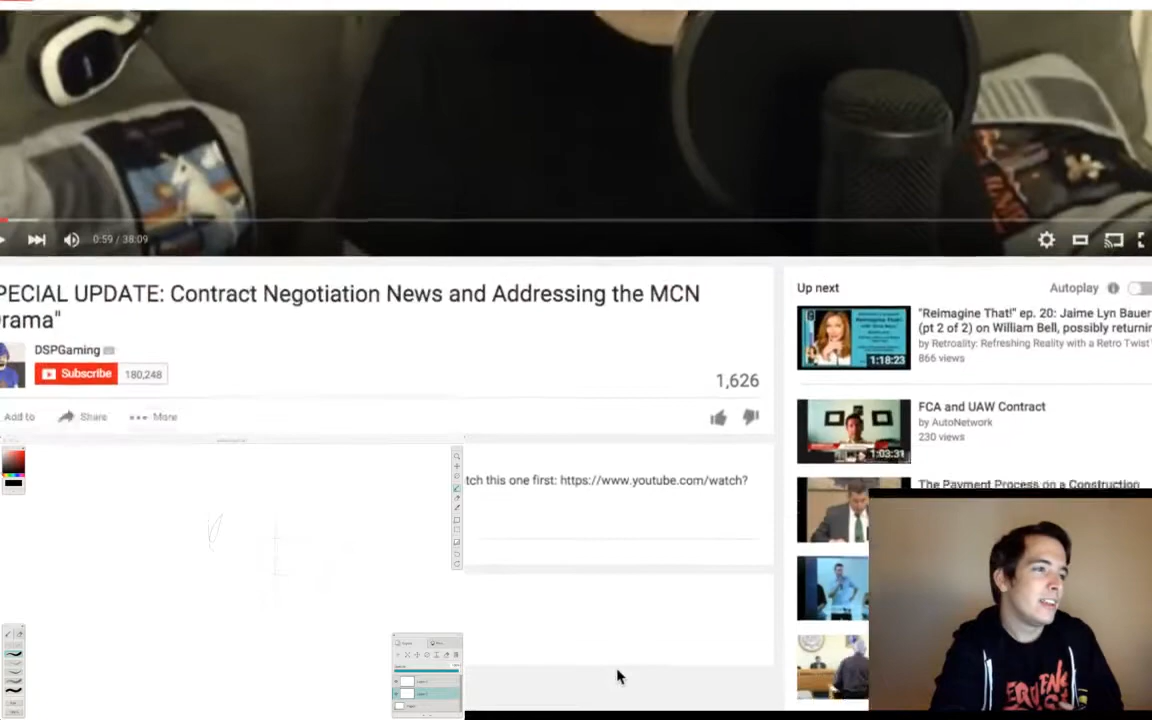 0:59 / 38:09
PECIAL UPDATE: Contract Negotiation News and Addressing the MCN
rama"
DSPGaming
Subscribe 180,248
1,626
Add to Share More
tch this one first: https://www.youtube.com/watch?
Up next Autoplay
"Reimagine That!" ep. 20: Jaime Lyn Bauer
(pt 2 of 2) on William Bell, possibly returnin
by Retroality: Refreshing Reality with a Retro Twist
866 views
1:18:23
FCA and UAW Contract
by AutoNetwork
230 views
1:03:31
The Payment Process on a Construction